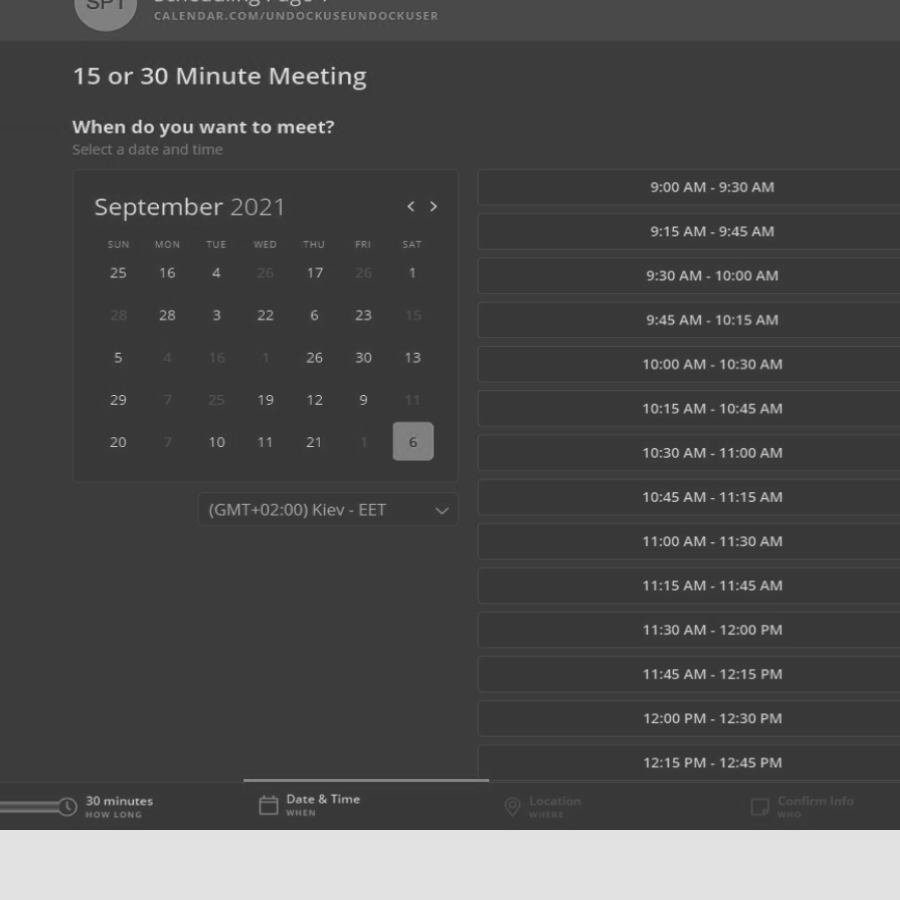 SPT
CALENDAR.COM/UNDOCKUSEUNDOCKUSER
15 or 30 Minute Meeting
When do you want to meet?
Select a date and time
September 2021 < >
SUN MON TUE WED THU FRI SAT
25 16 4 26 17 26 1
28 28 3 22 6 23 15
5 4 16 1 26 30 13
29 7 25 19 12 9 11
20 7 10 11 21 1 6
(GMT+02:00) Kiev - EET
9:00 AM - 9:30 AM
9:15 AM - 9:45 AM
9:30 AM - 10:00 AM
9:45 AM - 10:15 AM
10:00 AM - 10:30 AM
10:15 AM - 10:45 AM
10:30 AM - 11:00 AM
10:45 AM - 11:15 AM
11:00 AM - 11:30 AM
11:15 AM - 11:45 AM
11:30 AM - 12:00 PM
11:45 AM - 12:15 PM
12:00 PM - 12:30 PM
12:15 PM - 12:45 PM
30 minutes
HOW LONG
Date & Time
WHEN
Location
WHERE
Confirm Info
WHO